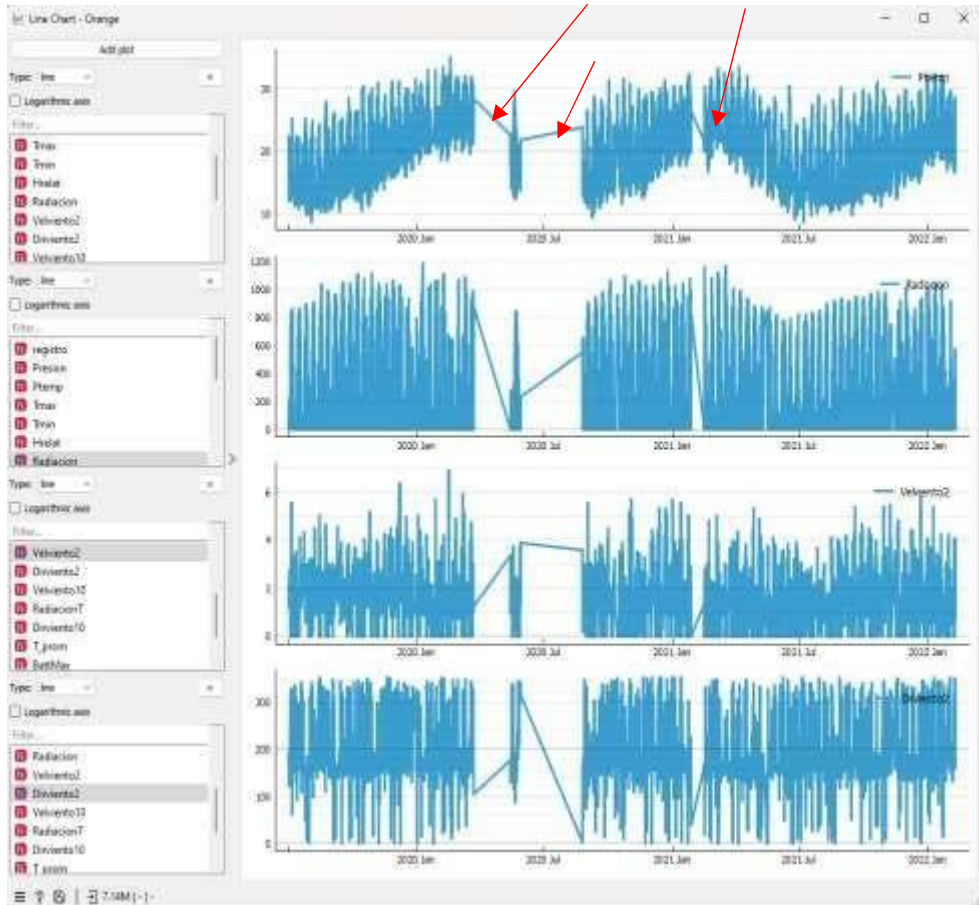 Line Chart - Orange
Add plot
Type: line
Logarithmic axis
Filter...
Tmax
Tmin
Hrelat
Radiacion
Velviento2
Dirviento2
Velviento10
Type: line
Logarithmic axis
Filter...
registro
Presion
Ptemp
Tmax
Tmin
Hrelat
Radiacion
Type: line
Logarithmic axis
Filter...
Velviento2
Dirviento2
Velviento10
RadiacionT
Dirviento10
T_prom
BattMax
Type: line
Logarithmic axis
Filter...
Radiacion
Velviento2
Dirviento2
Velviento10
RadiacionT
Dirviento10
T_prom
Ptemp
30
20
10
2020 Jan 2020 Jul 2021 Jan 2021 Jul 2022 Jan
Radiacion
1200
1000
800
600
400
200
0
2020 Jan 2020 Jul 2021 Jan 2021 Jul 2022 Jan
Velviento2
6
4
2
0
2020 Jan 2020 Jul 2021 Jan 2021 Jul 2022 Jan
Dirviento2
300
200
100
0
2020 Jan 2020 Jul 2021 Jan 2021 Jul 2022 Jan